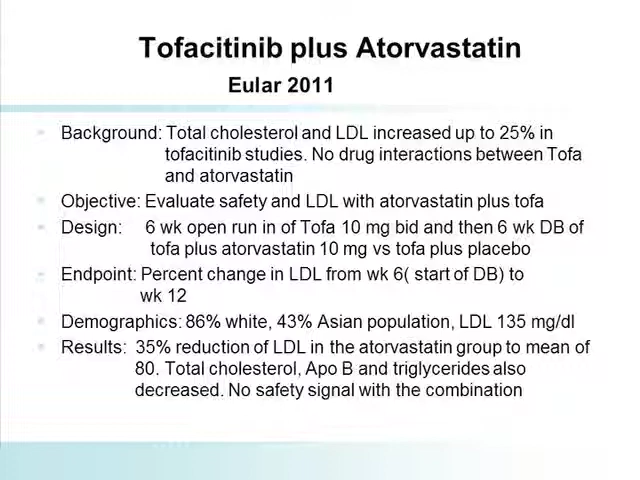 Tofacitinib plus Atorvastatin
Eular 2011
Background: Total cholesterol and LDL increased up to 25% in
tofacitinib studies. No drug interactions between Tofa
and atorvastatin
Objective: Evaluate safety and LDL with atorvastatin plus tofa
Design: 6 wk open run in of Tofa 10 mg bid and then 6 wk DB of
tofa plus atorvastatin 10 mg vs tofa plus placebo
Endpoint: Percent change in LDL from wk 6( start of DB) to
wk 12
Demographics: 86% white, 43% Asian population, LDL 135 mg/dl
Results: 35% reduction of LDL in the atorvastatin group to mean of
80. Total cholesterol, Apo B and triglycerides also
decreased. No safety signal with the combination